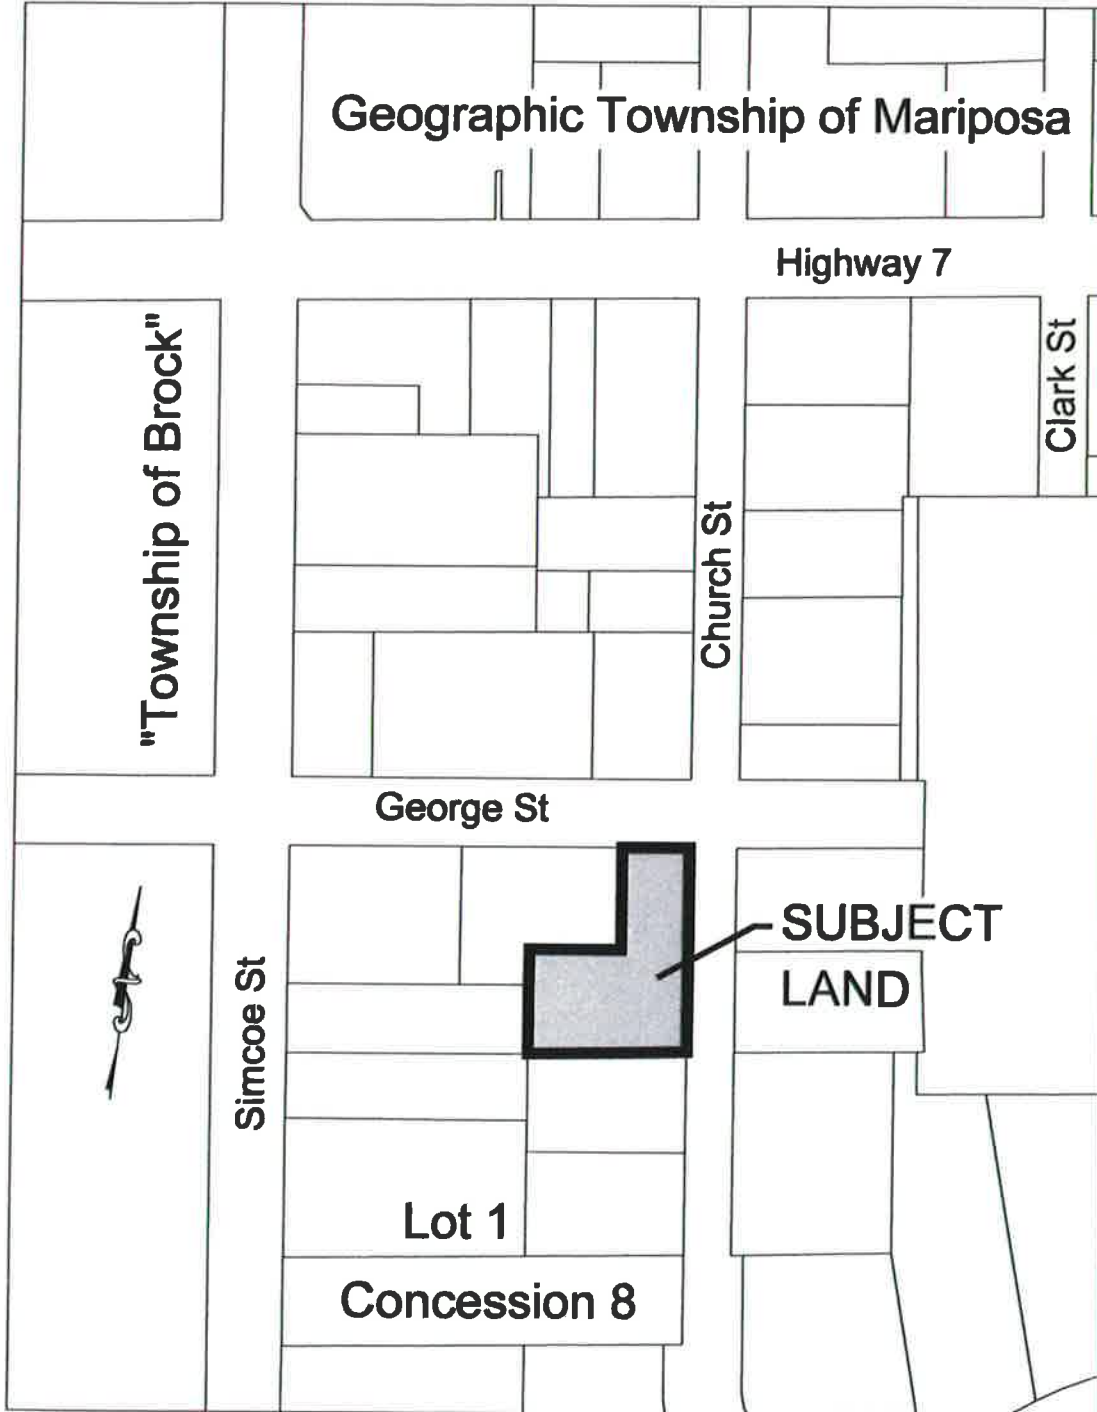 Geographic Township of Mariposa
Highway 7
"Township of Brock"
Clark St
Church St
George St
SUBJECT
LAND
Simcoe St
Lot 1
Concession 8